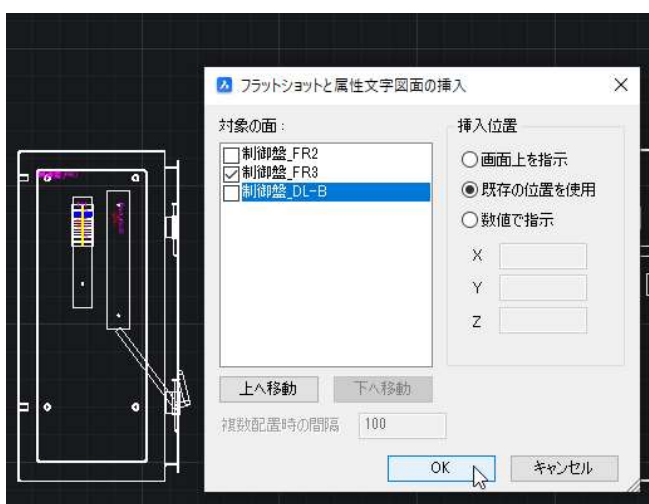 フラットショットと属性文字図面の挿入
対象の面：
制御盤_FR2
制御盤_FR3
制御盤_DL-B
挿入位置
画面上を指示
既存の位置を使用
数値で指示
X
Y
Z
上へ移動
下へ移動
複数配置時の間隔
100
OK
キャンセル